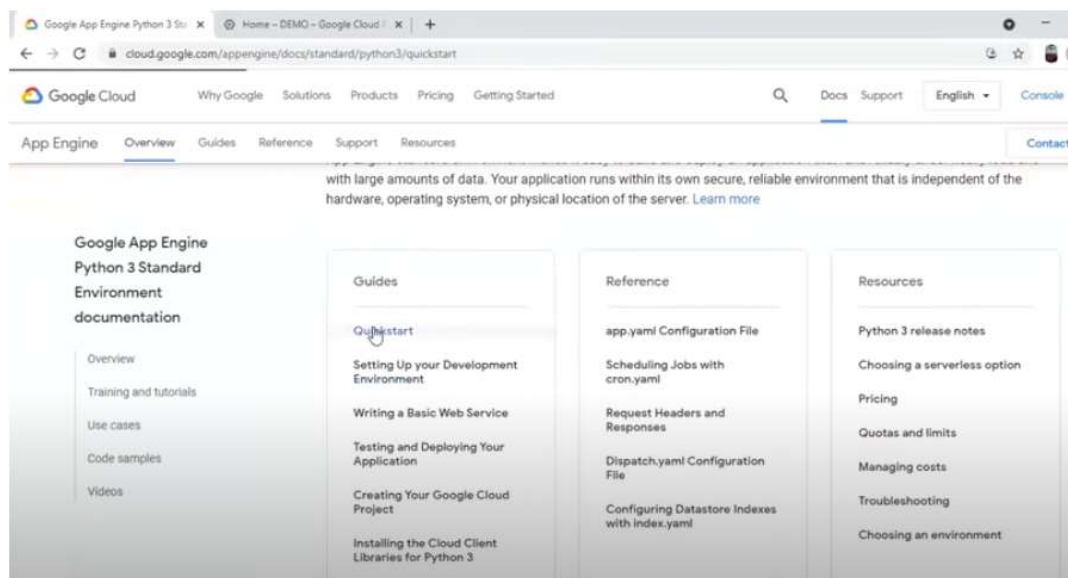 Google App Engine Python 3 Sta
Home – DEMO – Google Cloud P
cloud.google.com/appengine/docs/standard/python3/quickstart
Google Cloud
Why Google
Solutions
Products
Pricing
Getting Started
Docs
Support
English
Console
App Engine
Overview
Guides
Reference
Support
Resources
Contact
with large amounts of data. Your application runs within its own secure, reliable environment that is independent of the
hardware, operating system, or physical location of the server. Learn more
Google App Engine
Python 3 Standard
Environment
documentation
Overview
Training and tutorials
Use cases
Code samples
Videos
Guides
Quickstart
Setting Up your Development
Environment
Writing a Basic Web Service
Testing and Deploying Your
Application
Creating Your Google Cloud
Project
Installing the Cloud Client
Libraries for Python 3
Reference
app.yaml Configuration File
Scheduling Jobs with
cron.yaml
Request Headers and
Responses
Dispatch.yaml Configuration
File
Configuring Datastore Indexes
with index.yaml
Resources
Python 3 release notes
Choosing a serverless option
Pricing
Quotas and limits
Managing costs
Troubleshooting
Choosing an environment